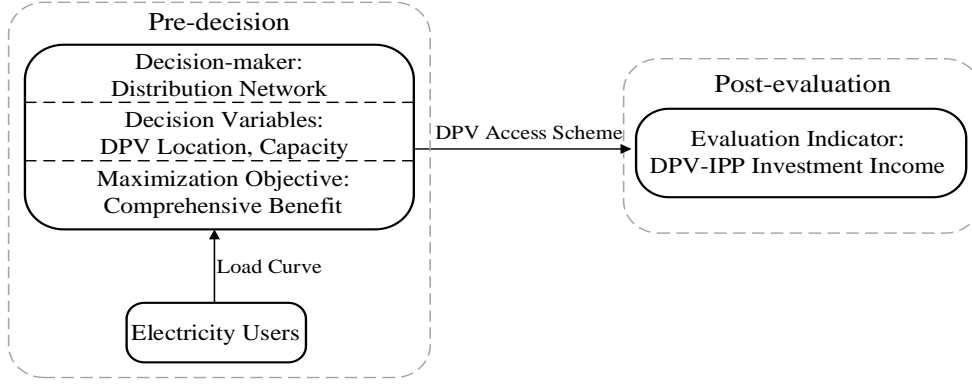 Pre-decision
Decision-maker:
Distribution Network
Decision Variables:
DPV Location, Capacity
Maximization Objective:
Comprehensive Benefit
Load Curve
Electricity Users
DPV Access Scheme
Post-evaluation
Evaluation Indicator:
DPV-IPP Investment Income